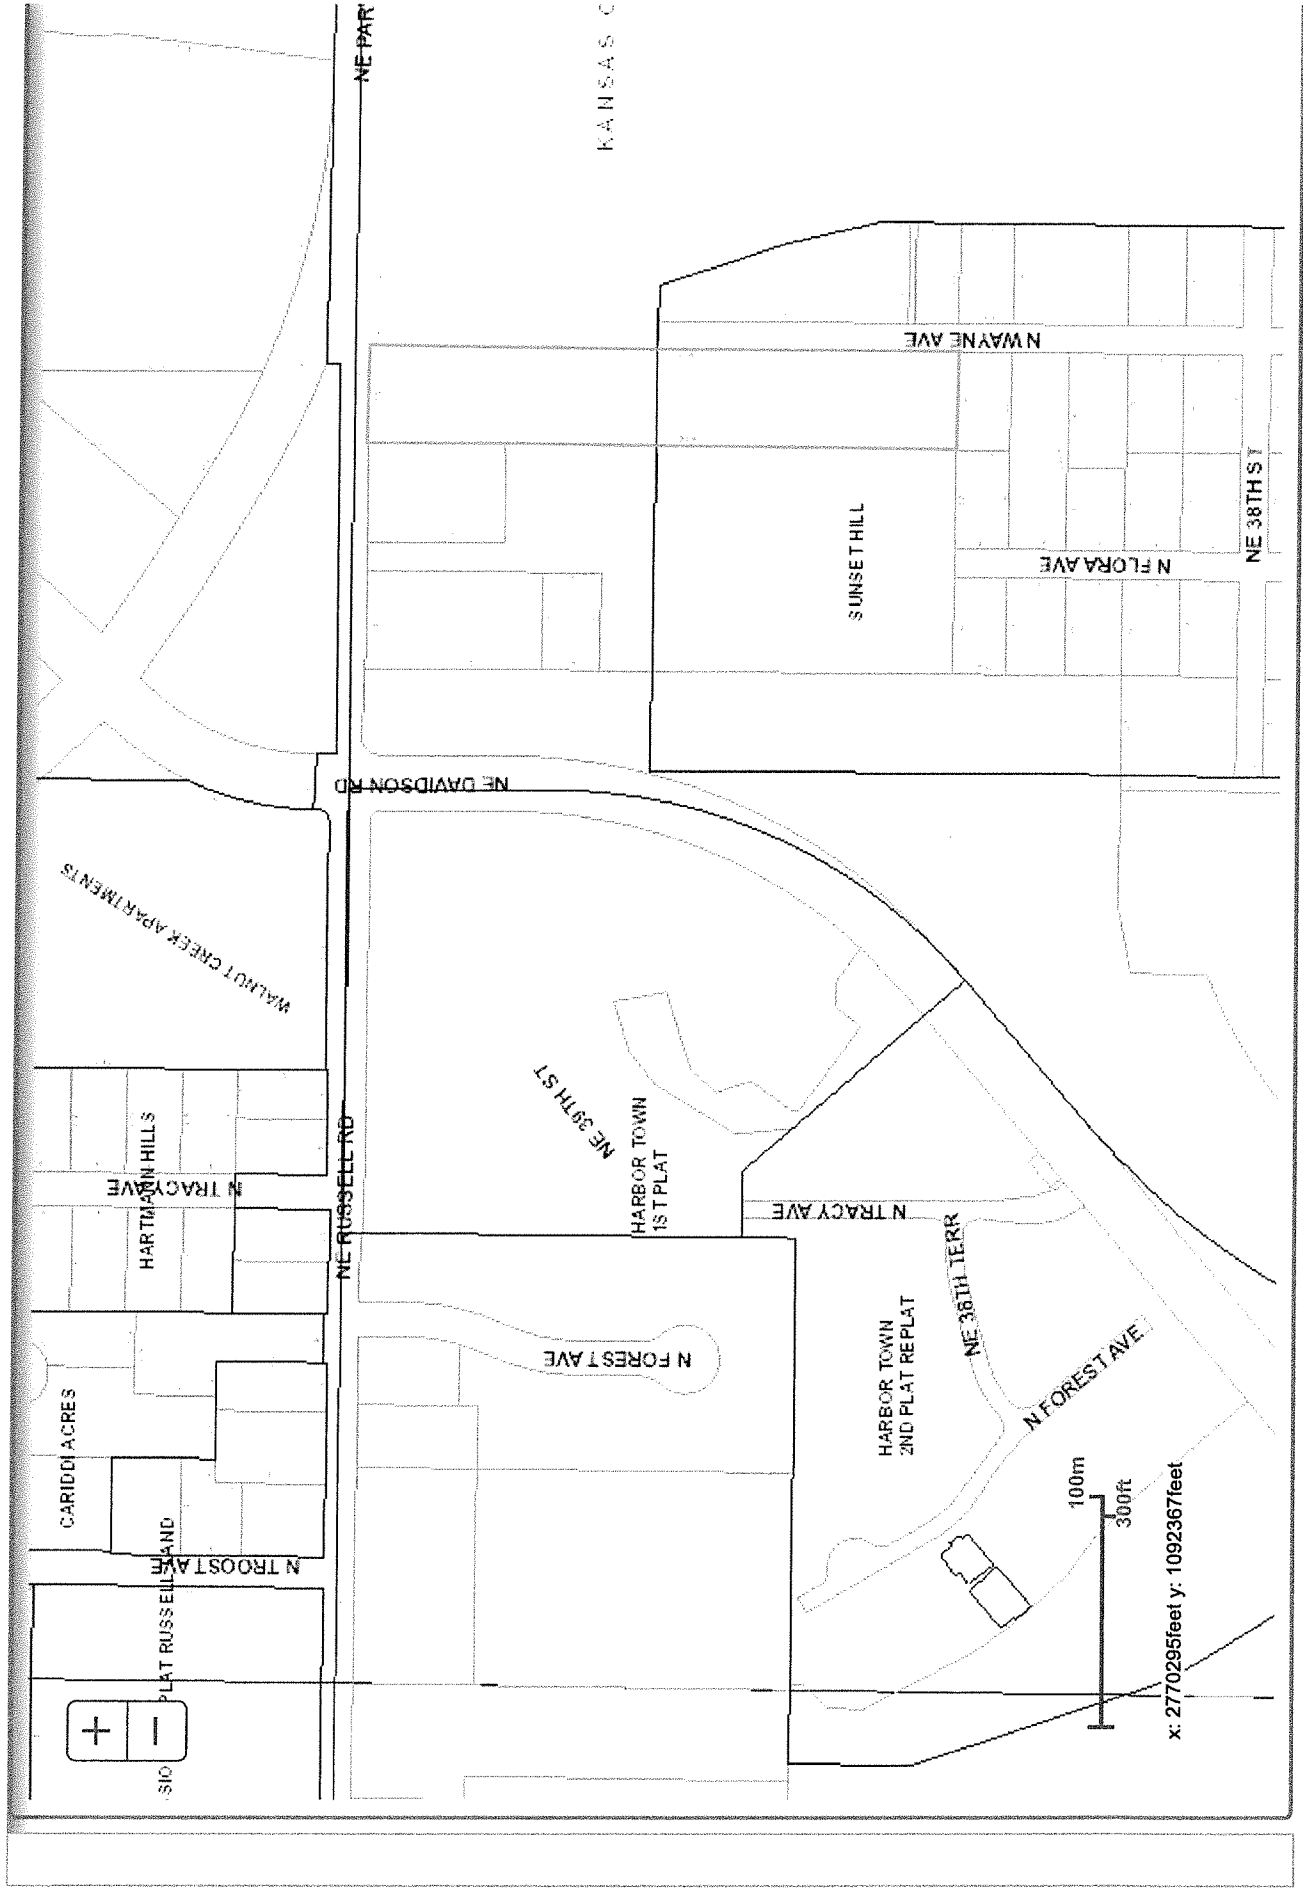 NE PAR
KANSAS C
N WAYNE AVE
NE 38TH ST
SUNSET HILL
N FLORA AVE
NE DAVIDSON RD
WALNUT CREEK APARTMENTS
NE 39TH ST
HARTMANN HILLS
NE RUSSELL RD
HARBOR TOWN
1ST PLAT
N TRACY AVE
N TRACY AVE
NE 38TH TERR
CARIDDI ACRES
N FOREST AVE
HARBOR TOWN
2ND PLAT REPLAT
N FOREST AVE
N TROOST AVE
PLAT RUSSELL LAND
SIO
+
−
100m
300ft
x: 2770295feet y: 1092367feet